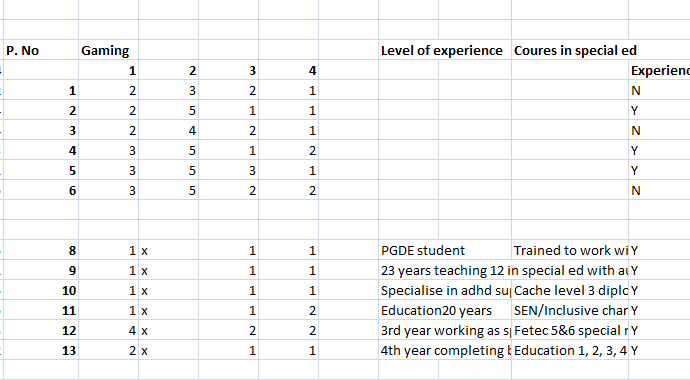 P. No Gaming Level of experience Coures in special ed
1 2 3 4 Experienc
1 2 3 2 1 N
2 2 5 1 1 Y
3 2 4 2 1 N
4 3 5 1 2 Y
5 3 5 3 1 Y
6 3 5 2 2 N
8 1 x 1 1 PGDE student Trained to work wi Y
9 1 x 1 1 23 years teaching 12 in special ed with au Y
10 1 x 1 1 Specialise in adhd su Cache level 3 diplo Y
11 1 x 1 2 Education20 years SEN/Inclusive char Y
12 4 x 2 2 3rd year working as s Fetec 5&6 special Y
13 2 x 1 1 4th year completing Education 1, 2, 3, 4 Y